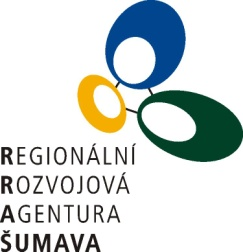 REGIONÁLNÍ
ROZVOJOVÁ
AGENTURA
ŠUMAVA